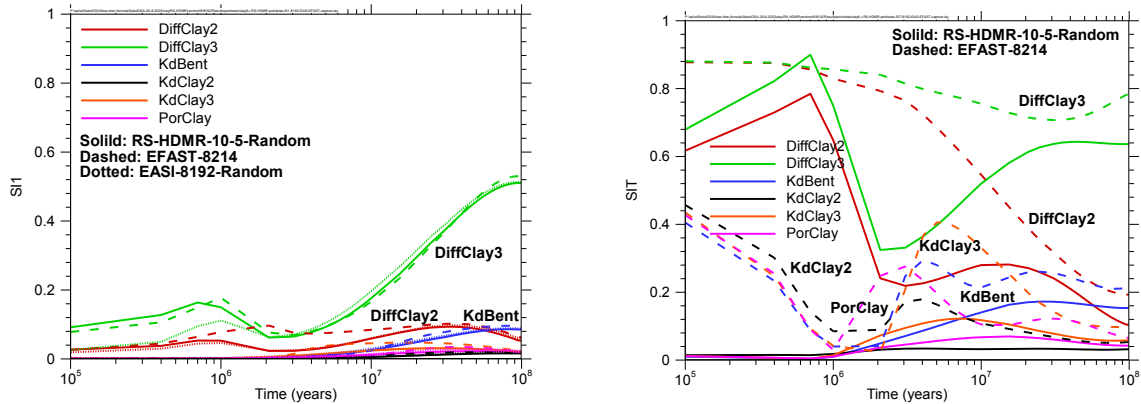 1
0.8
0.6
0.4
0.2
0
SI1
DiffClay2
DiffClay3
KdBent
KdClay2
KdClay3
PorClay
Solild: RS-HDMR-10-5-Random
Dashed: EFAST-8214
Dotted: EASI-8192-Random
DiffClay3
DiffClay2
KdBent
10^5
10^6
10^7
10^8
Time (years)
1
0.8
0.6
0.4
0.2
0
SIT
Solild: RS-HDMR-10-5-Random
Dashed: EFAST-8214
DiffClay3
DiffClay2
DiffClay3
KdBent
KdClay2
KdClay3
PorClay
DiffClay2
KdClay3
KdClay2
PorClay
KdBent
10^5
10^6
10^7
10^8
Time (years)